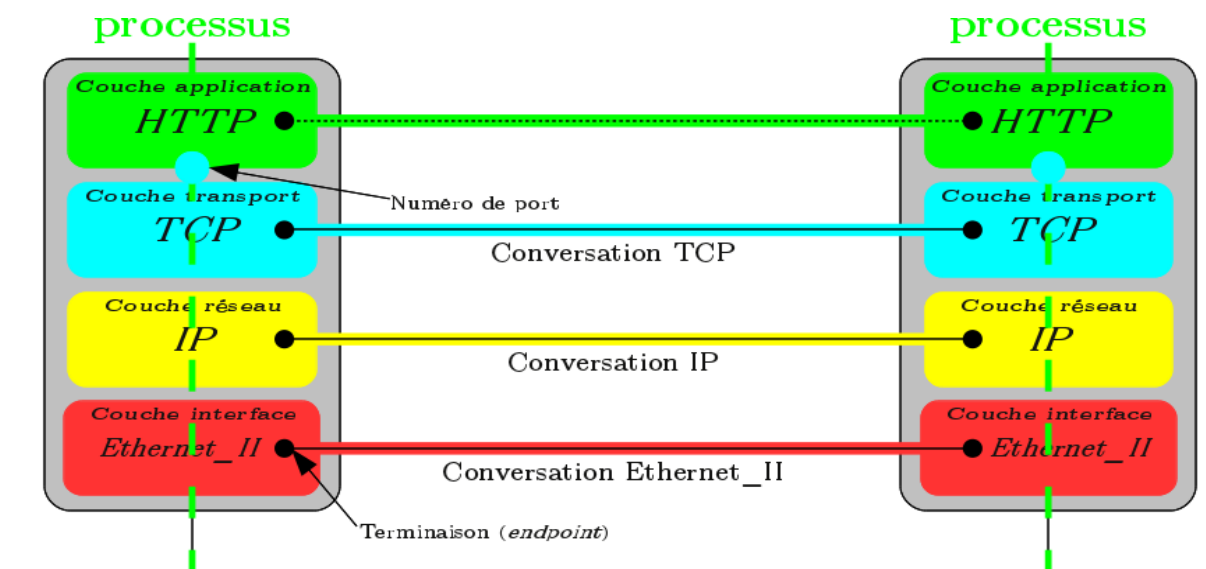 processus
processus
Couche application
HTTP
Couche application
HTTP
Numéro de port
Couche transport
TCP
Couche transport
TCP
Conversation TCP
Couche réseau
IP
Couche réseau
IP
Conversation IP
Couche interface
Ethernet_II
Couche interface
Ethernet_II
Conversation Ethernet_II
Terminaison (endpoint)